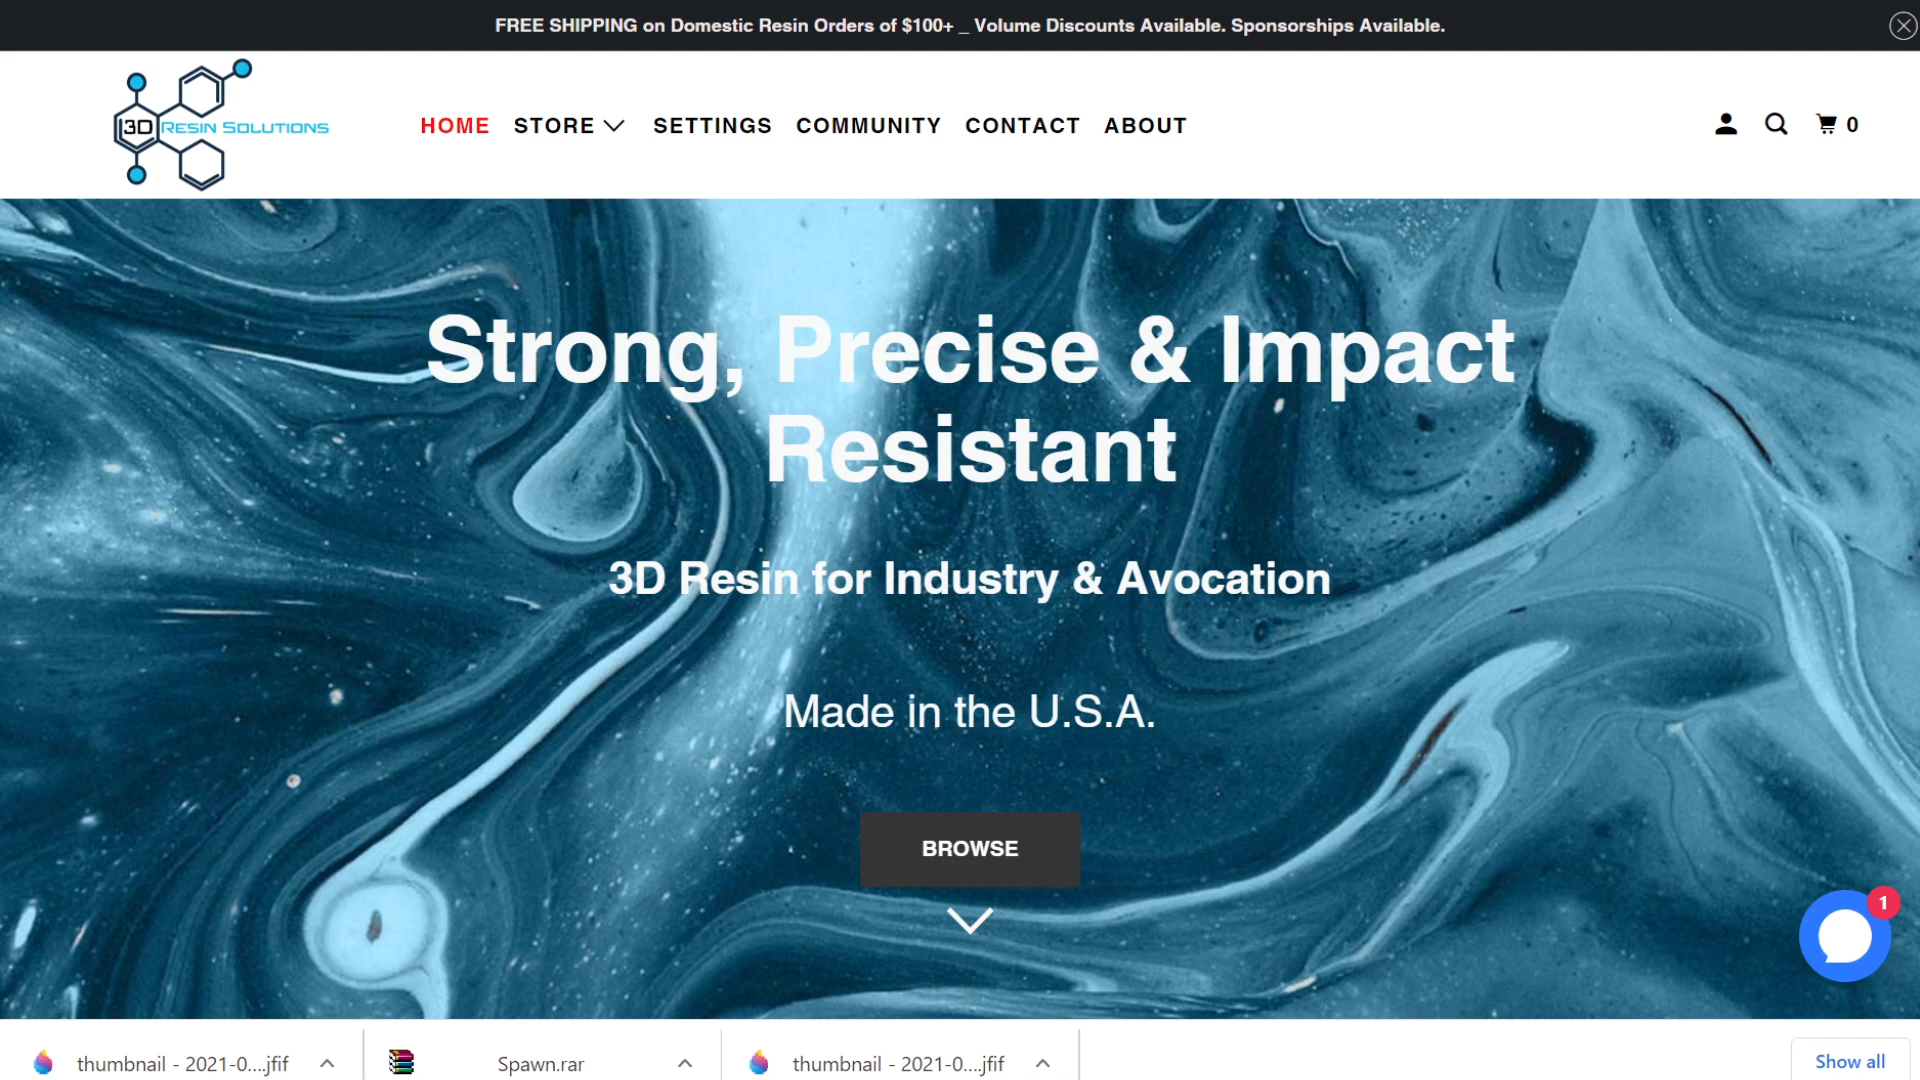 FREE SHIPPING on Domestic Resin Orders of $100+ _ Volume Discounts Available. Sponsorships Available.
3D RESIN SOLUTIONS
HOME STORE SETTINGS COMMUNITY CONTACT ABOUT
0
Strong, Precise & Impact
Resistant
3D Resin for Industry & Avocation
Made in the U.S.A.
BROWSE
1
thumbnail - 2021-0....jfif
Spawn.rar
thumbnail - 2021-0....jfif
Show all